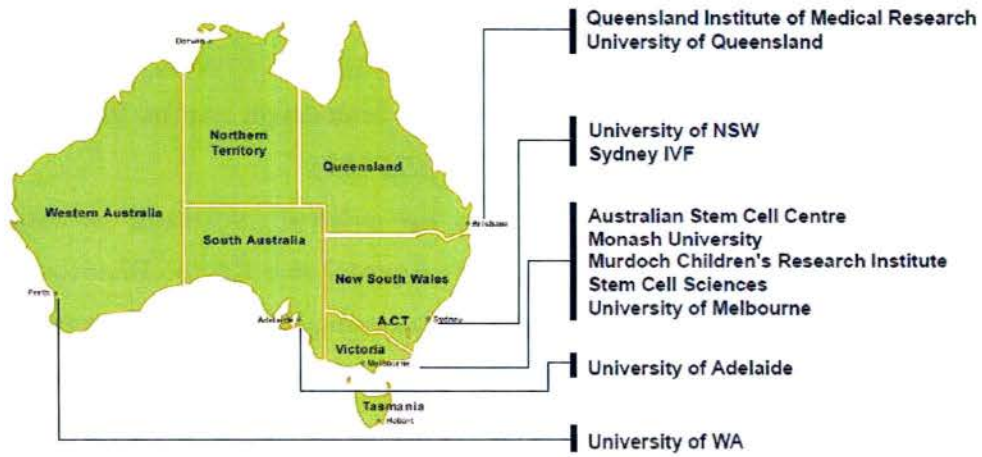 Queensland Institute of Medical Research
University of Queensland
Darwin
Northern
Territory
Queensland
University of NSW
Sydney IVF
Western Australia
South Australia
Brisbane
Australian Stem Cell Centre
Monash University
Murdoch Children's Research Institute
Stem Cell Sciences
University of Melbourne
New South Wales
Perth
Adelaide
A.C.T
Sydney
Victoria
Melbourne
University of Adelaide
Tasmania
Hobart
University of WA